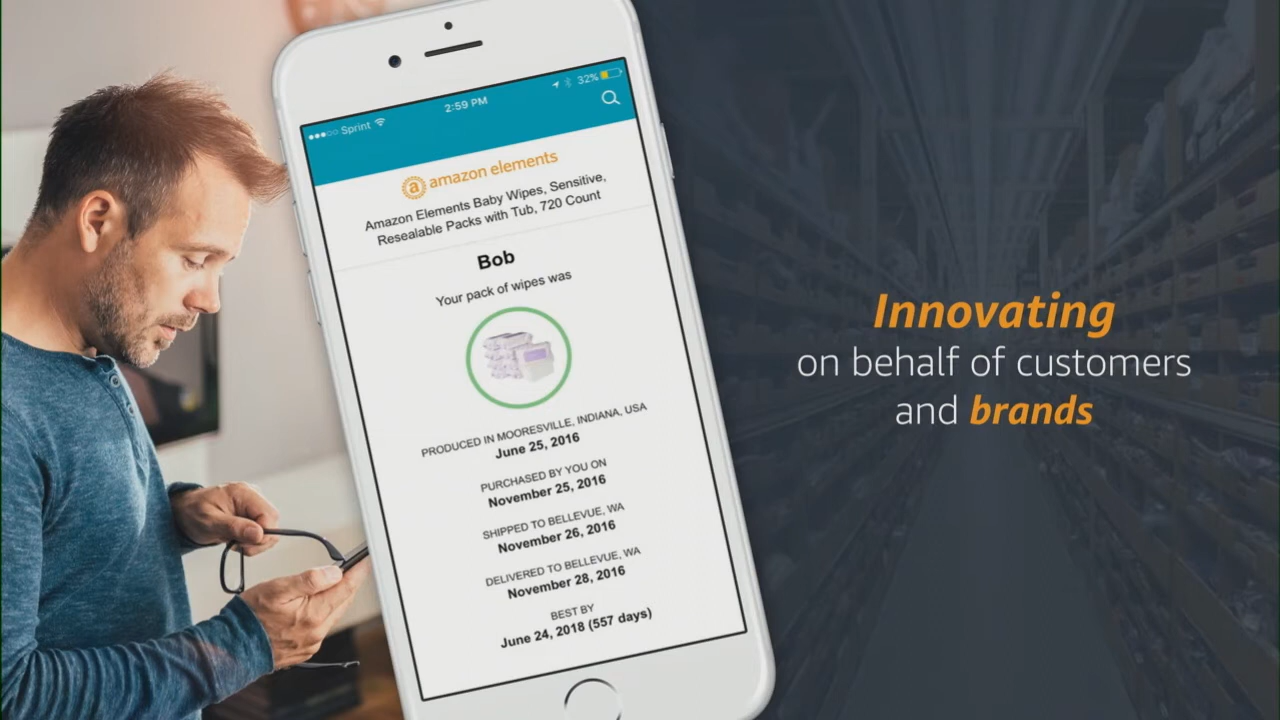 Sprint
2:59 PM
32%
a amazon elements
Amazon Elements Baby Wipes, Sensitive,
Resealable Packs with Tub, 720 Count
Bob
Your pack of wipes was
PRODUCED IN MOORESVILLE, INDIANA, USA
June 25, 2016
PURCHASED BY YOU ON
November 25, 2016
SHIPPED TO BELLEVUE, WA
November 26, 2016
DELIVERED TO BELLEVUE, WA
November 28, 2016
BEST BY
June 24, 2018 (557 days)
Innovating
on behalf of customers
and brands